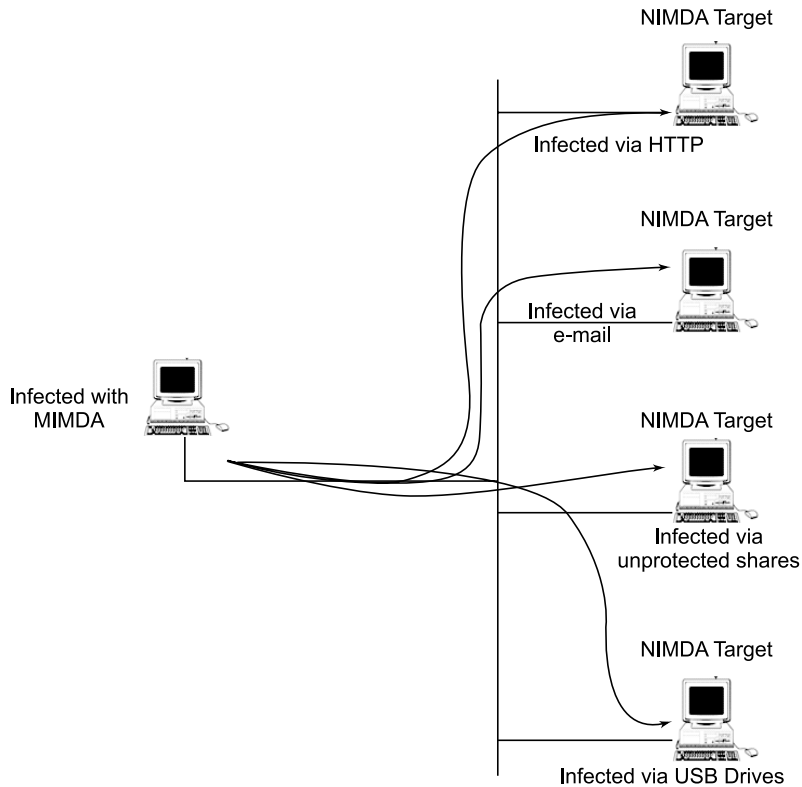 NIMDA Target
Infected via HTTP
NIMDA Target
Infected via
e-mail
Infected with
MIMDA
NIMDA Target
Infected via
unprotected shares
NIMDA Target
Infected via USB Drives